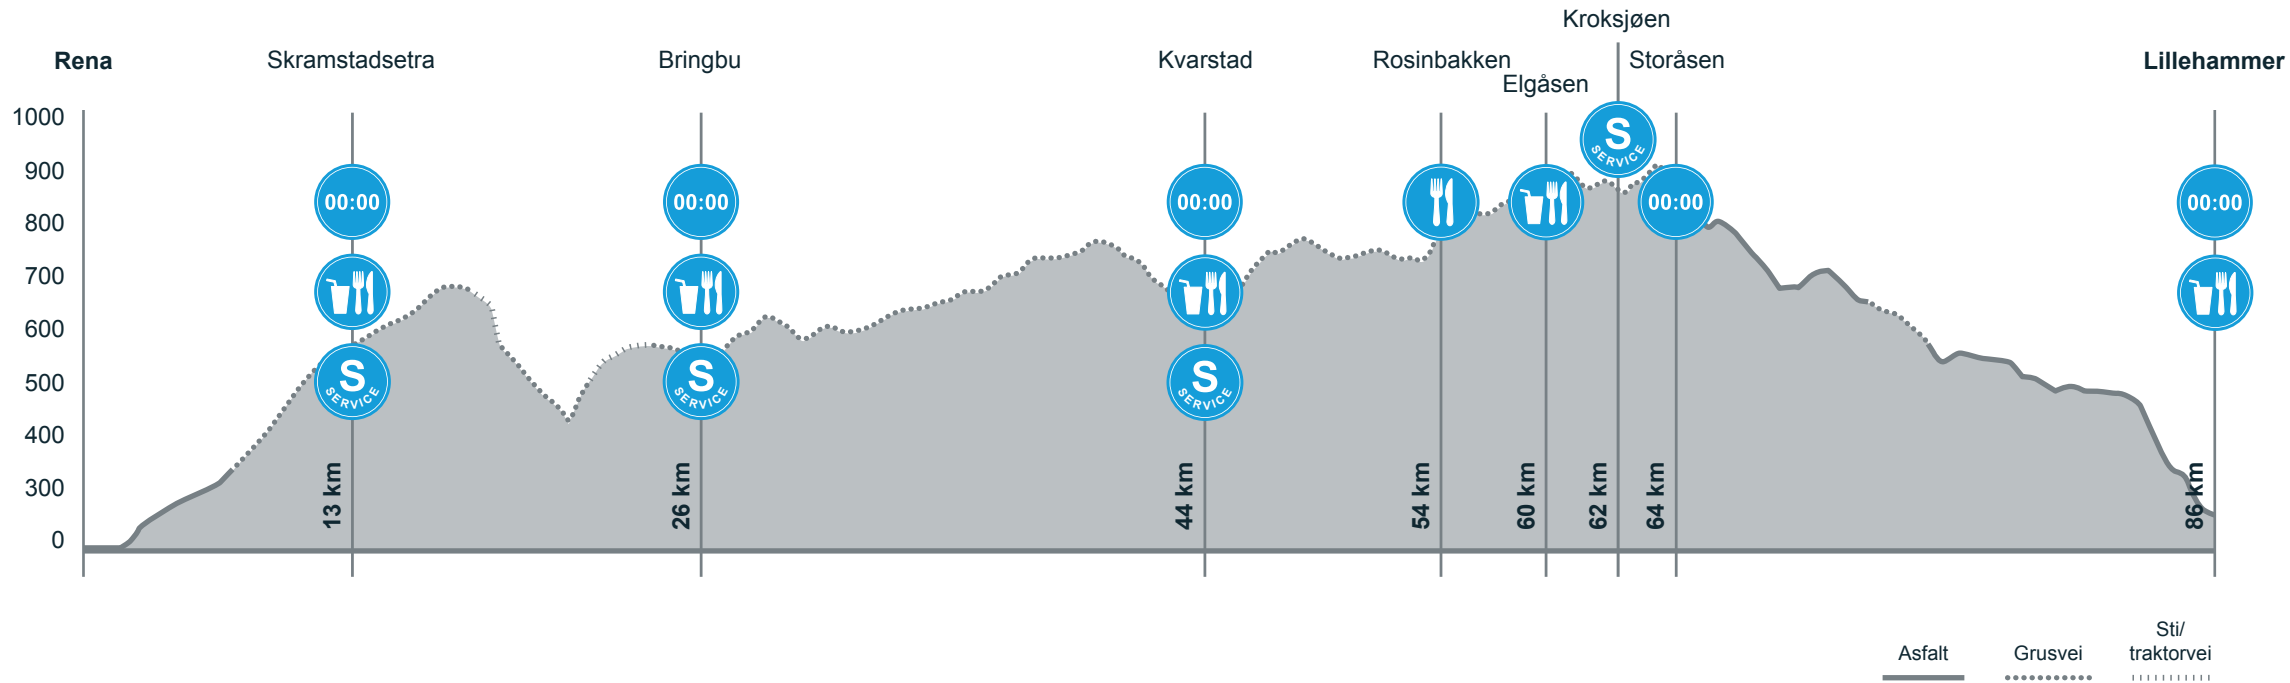 Kroksjøen
Rena
Skramstadsetra
Bringbu
Kvarstad
Rosinbakken
Storåsen
Lillehammer
Elgåsen
1000
900
800
700
600
500
400
300
0
S
SERVICE
00:00
00:00
00:00
00:00
00:00
S
SERVICE
S
SERVICE
S
SERVICE
13 km
26 km
44 km
54 km
60 km
62 km
64 km
86 km
Asfalt
Grusvei
Sti/
traktorvei